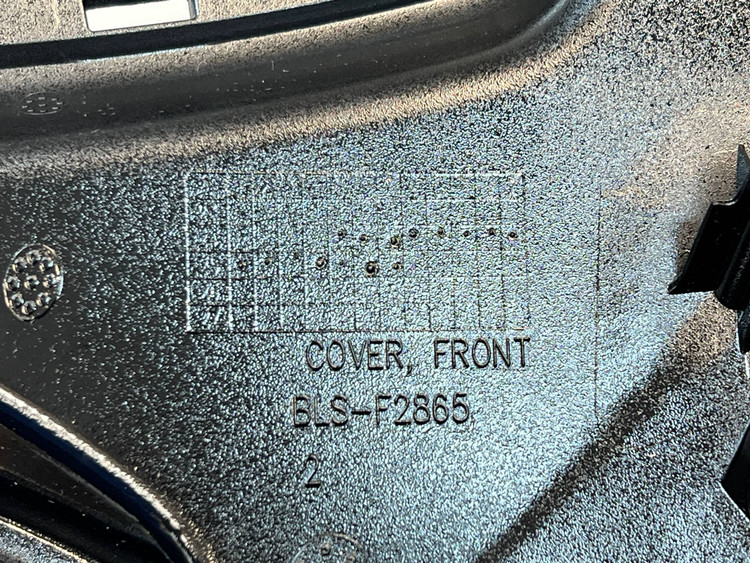 COVER, FRONT
BLS-F2865
2